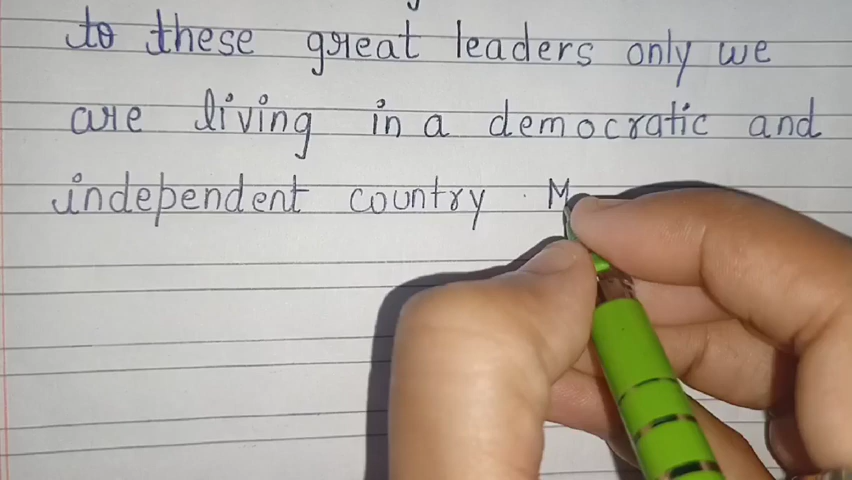 to these great leaders only we
are living in a democratic and
independent country . M